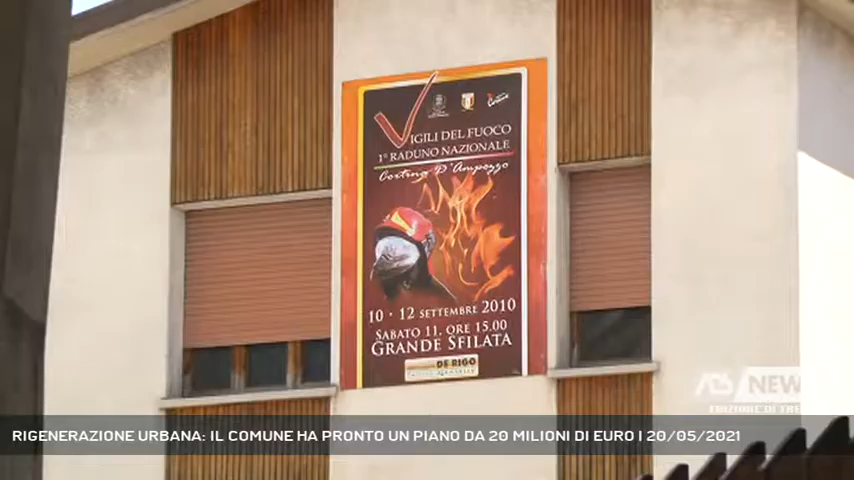 VIGILI DEL FUOCO
1° RADUNO NAZIONALE
Cortina D'Ampezzo
10 · 12 SETTEMBRE 2010
SABATO 11, ORE 15.00
GRANDE SFILATA
DE RIGO
NEW
RIGENERAZIONE URBANA: IL COMUNE HA PRONTO UN PIANO DA 20 MILIONI DI EURO | 20/05/2021